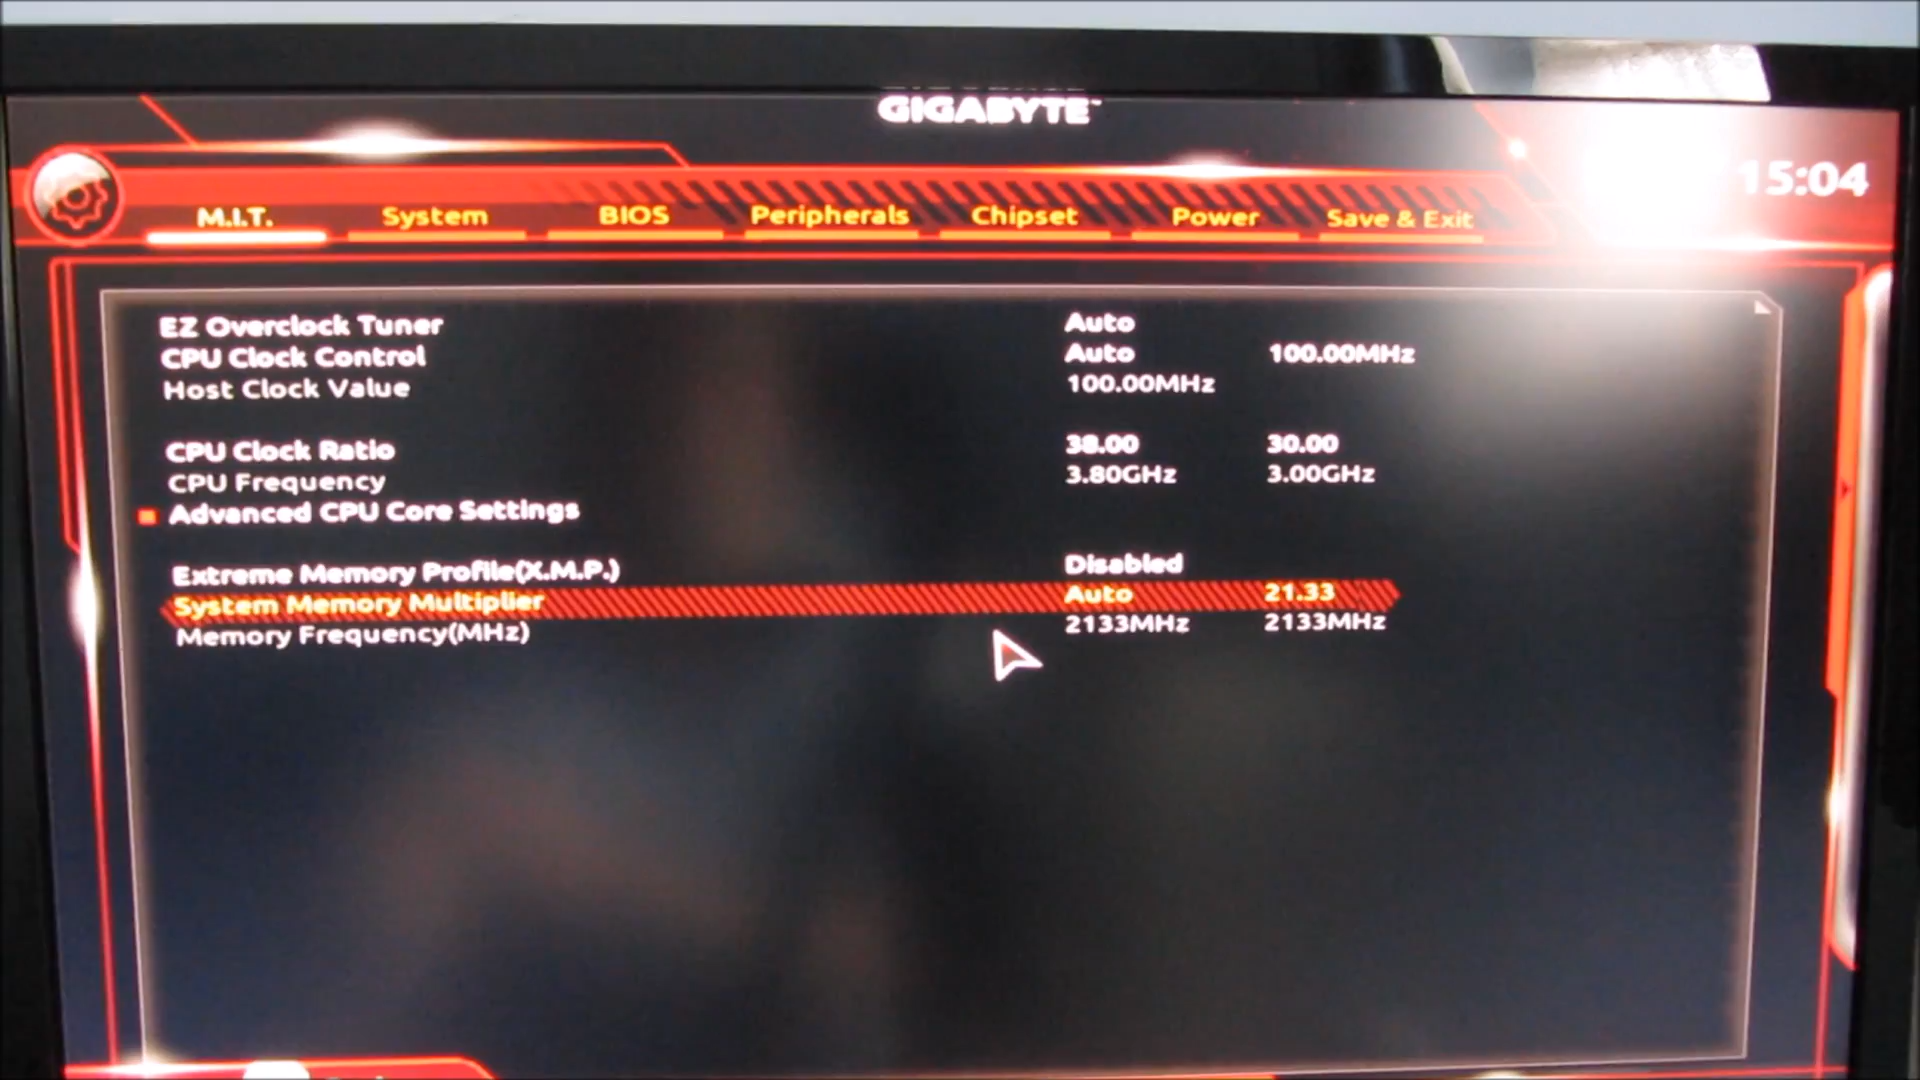 GIGABYTE™
15:04
M.I.T. System BIOS Peripherals Chipset Power Save & Exit
EZ Overclock Tuner Auto
CPU Clock Control Auto 100.00MHz
Host Clock Value 100.00MHz
CPU Clock Ratio 38.00 30.00
CPU Frequency 3.80GHz 3.00GHz
Advanced CPU Core Settings
Extreme Memory Profile(X.M.P.) Disabled
System Memory Multiplier Auto 21.33
Memory Frequency(MHz) 2133MHz 2133MHz